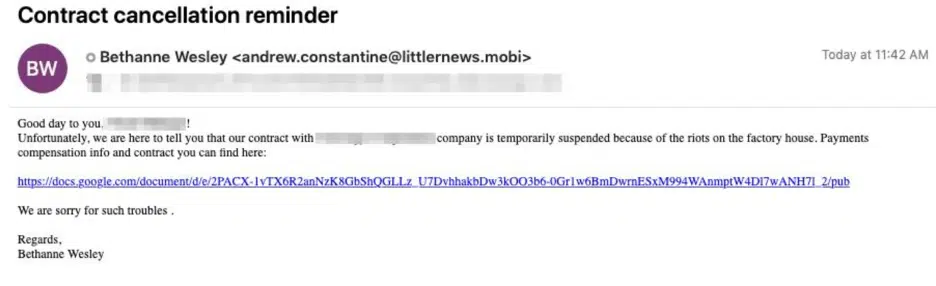 Contract cancellation reminder
BW
Bethanne Wesley <andrew.constantine@littlernews.mobi>
Today at 11:42 AM
Good day to you, !
Unfortunately, we are here to tell you that our contract with company is temporarily suspended because of the riots on the factory house. Payments
compensation info and contract you can find here:
https://docs.google.com/document/d/e/2PACX-1vTX6R2anNzK8GbShQGLLz_U7DvhhakbDw3kOO3b6-0Gr1w6BmDwrnESxM994WAnmptW4Dl7wANH7l_2/pub
We are sorry for such troubles .
Regards,
Bethanne Wesley